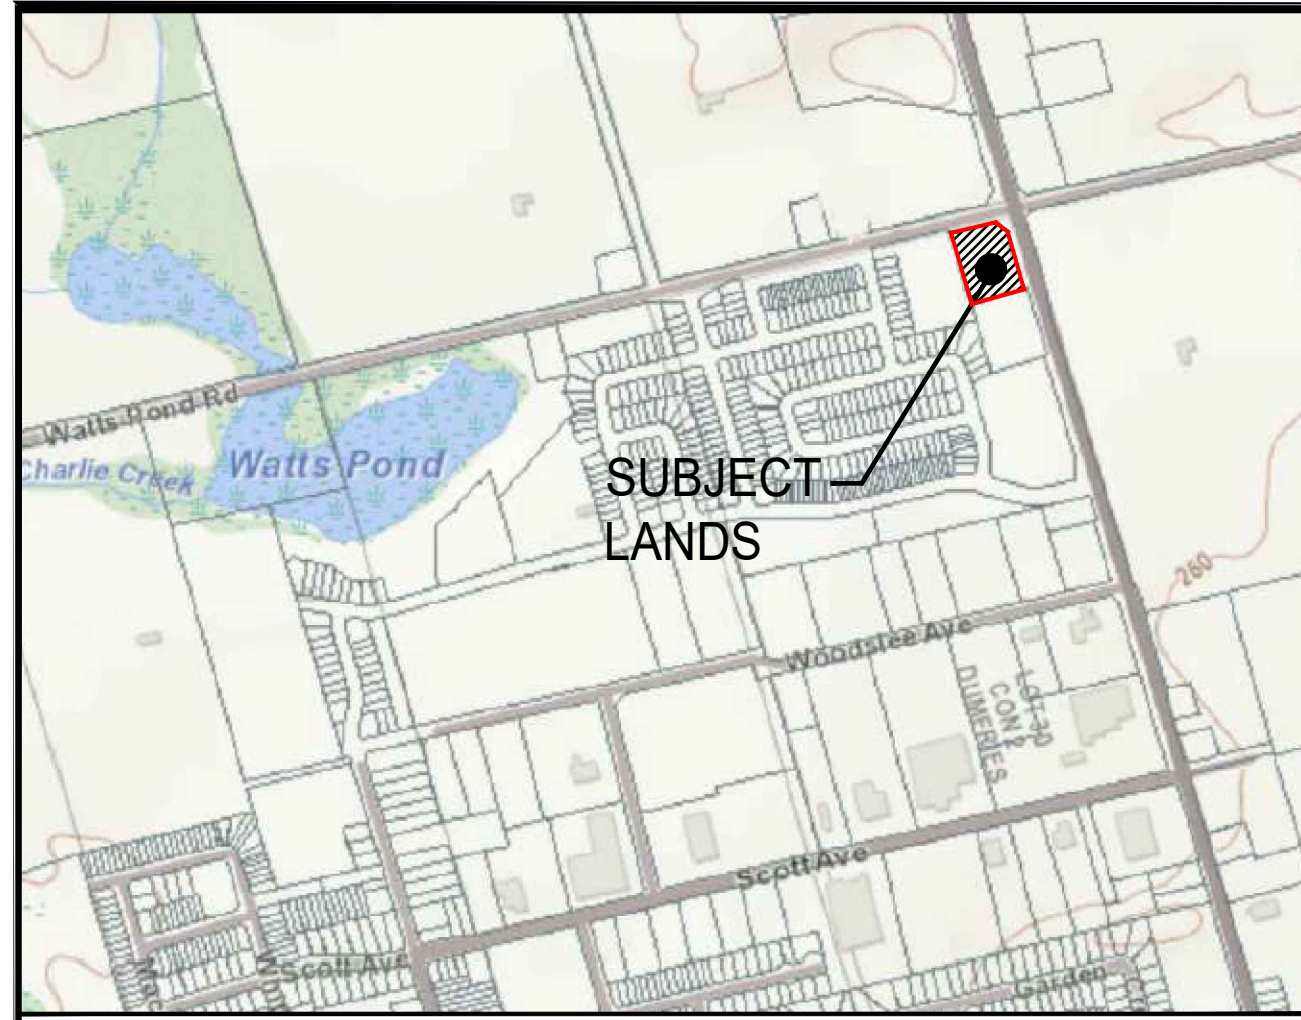 Watts Pond Rd
Charlie Creek
Watts Pond
SUBJECT
LANDS
260
Woodslee Ave
LOT 30
CON 2
DUMFRIES
Scott Ave
Scott Ave
Garden